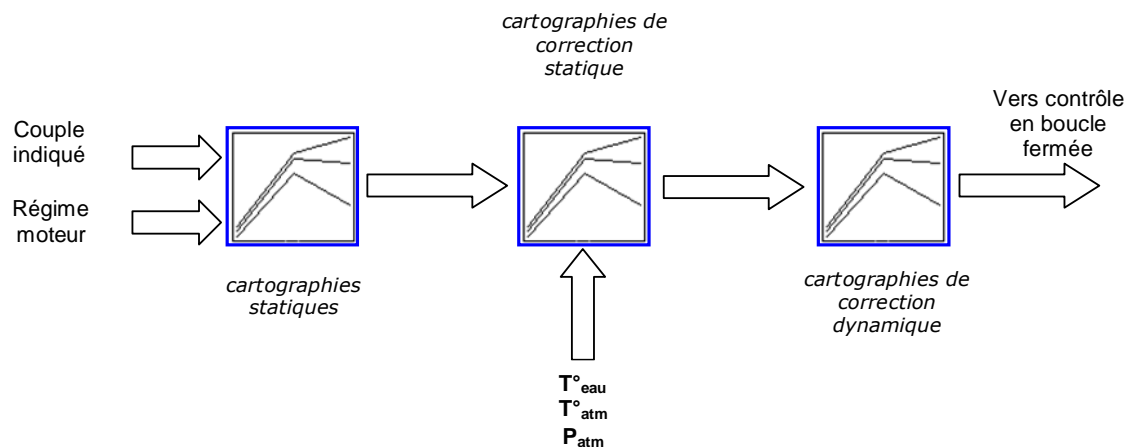 cartographies de
correction
statique
Couple
indiqué
Régime
moteur
Vers contrôle
en boucle
fermée
cartographies
statiques
cartographies de
correction
dynamique
T°eau
T°atm
Patm